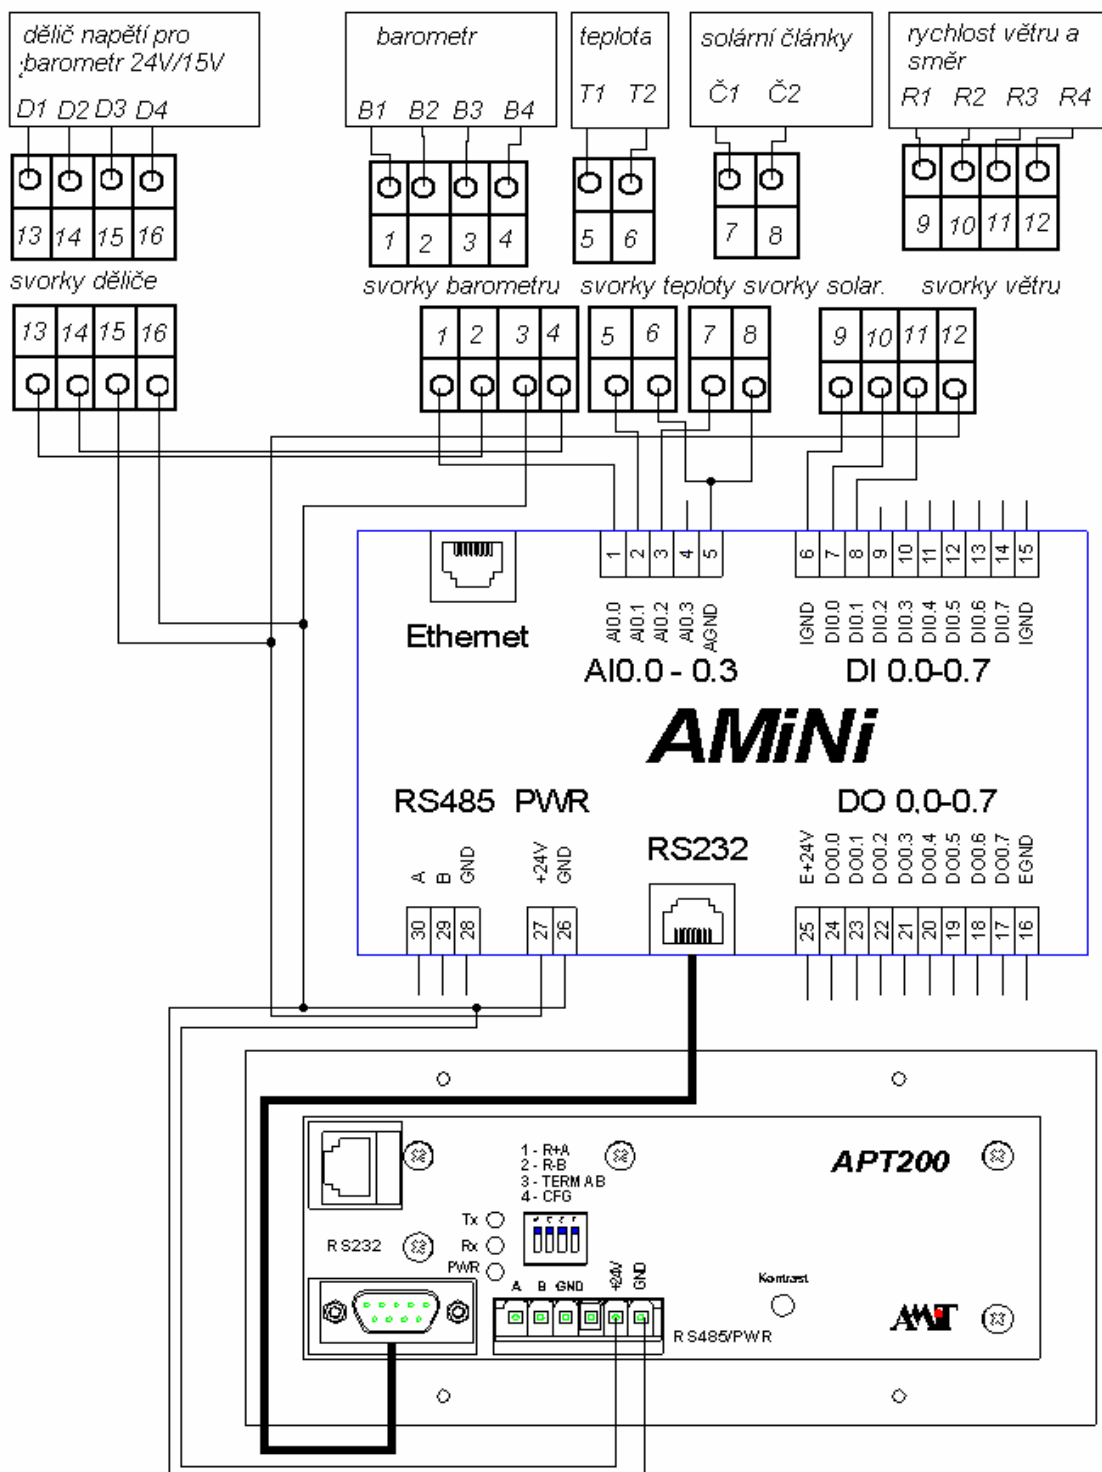 dělič napětí pro
barometr 24V/15V
D1 D2 D3 D4
barometr
B1 B2 B3 B4
teplota
T1 T2
solární články
Č1 Č2
rychlost větru a
směr
R1 R2 R3 R4
13 14 15 16
1 2 3 4
5 6
7 8
9 10 11 12
svorky děliče
svorky barometru
svorky teploty
svorky solar.
svorky větru
13 14 15 16
1 2 3 4
5 6
7 8
9 10 11 12
1 2 3 4 5
6 7 8 9 10 11 12 13 14 15
Ethernet
AI0.0 AI0.1 AI0.2 AI0.3 AGND
IGND DI0.0 DI0.1 DI0.2 DI0.3 DI0.4 DI0.5 DI0.6 DI0.7 IGND
AI0.0 - 0.3
DI 0.0-0.7
AMiNi
RS485 PWR
DO 0.0-0.7
RS232
A B GND
+24V GND
E+24V DO0.0 DO0.1 DO0.2 DO0.3 DO0.4 DO0.5 DO0.6 DO0.7 EGND
30 29 28
27 26
25 24 23 22 21 20 19 18 17 16
1 - R+A
2 - R-B
3 - TERM AB
4 - CFG
APT200
Tx
Rx
PWR
RS232
A B GND +24V GND
Kontrast
RS485/PWR
AMiT